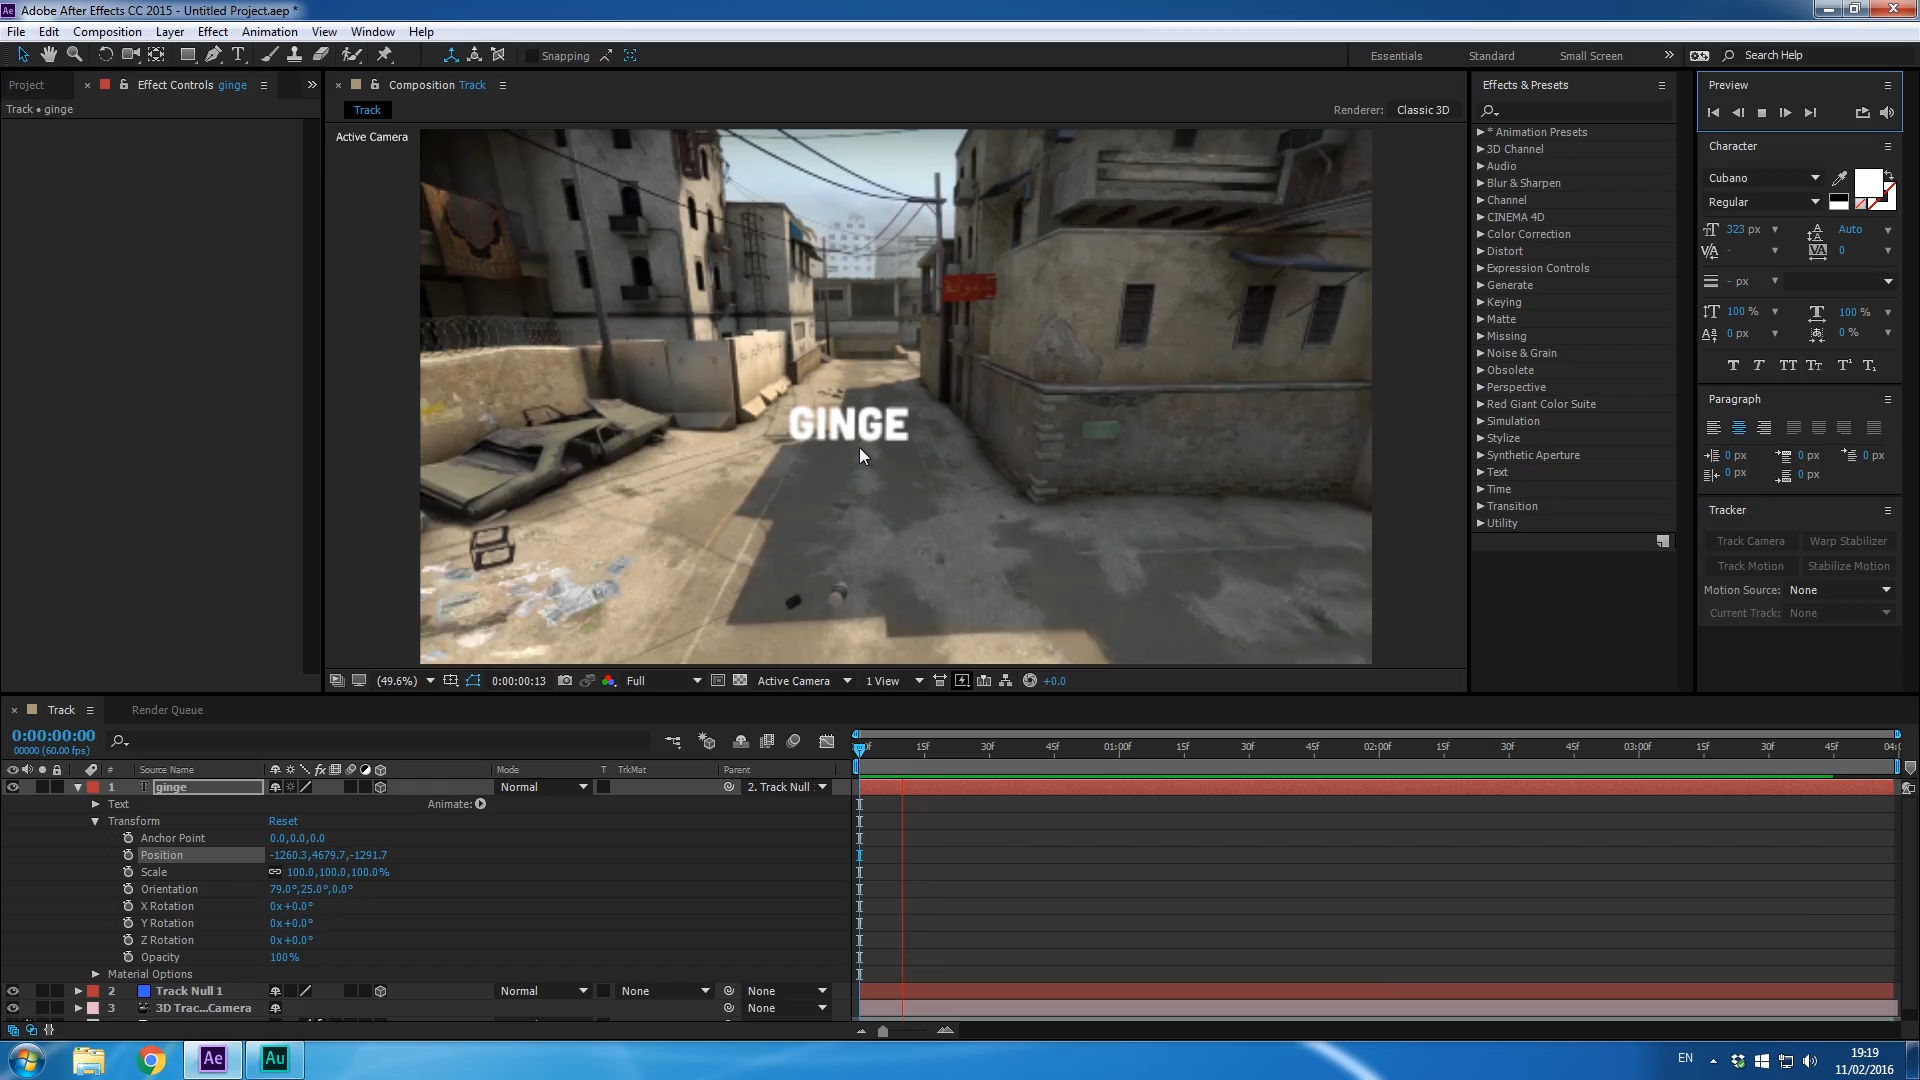 Adobe After Effects CC 2015 - Untitled Project.aep *
File Edit Composition Layer Effect Animation View Window Help
Snapping
Essentials Standard Small Screen Search Help
Project Effect Controls ginge
Track • ginge
Composition Track
Track
Renderer: Classic 3D
Active Camera
GINGE
(49.6%) 0:00:00:13 Full Active Camera 1 View +0.0
Effects & Presets
* Animation Presets
3D Channel
Audio
Blur & Sharpen
Channel
CINEMA 4D
Color Correction
Distort
Expression Controls
Generate
Keying
Matte
Missing
Noise & Grain
Obsolete
Perspective
Red Giant Color Suite
Simulation
Stylize
Synthetic Aperture
Text
Time
Transition
Utility
Preview
Character
Cubano
Regular
323 px Auto
- 0
- px
100 % 100 %
0 px 0 %
Paragraph
0 px 0 px 0 px
0 px 0 px
Tracker
Track Camera Warp Stabilizer
Track Motion Stabilize Motion
Motion Source: None
Current Track: None
Track Render Queue
0:00:00:00
00000 (60.00 fps)
15f 30f 45f 01:00f 15f 30f 45f 02:00f 15f 30f 45f 03:00f 15f 30f 45f
# Source Name Mode T TrkMat Parent
1 ginge Normal 2. Track Null
Text Animate:
Transform Reset
Anchor Point 0.0,0.0,0.0
Position -1260.3,4679.7,-1291.7
Scale 100.0,100.0,100.0%
Orientation 79.0°,25.0°,0.0°
X Rotation 0x+0.0°
Y Rotation 0x+0.0°
Z Rotation 0x+0.0°
Opacity 100%
Material Options
2 Track Null 1 Normal None None
3 3D Trac...Camera None
Ae Au
EN
19:19
11/02/2016